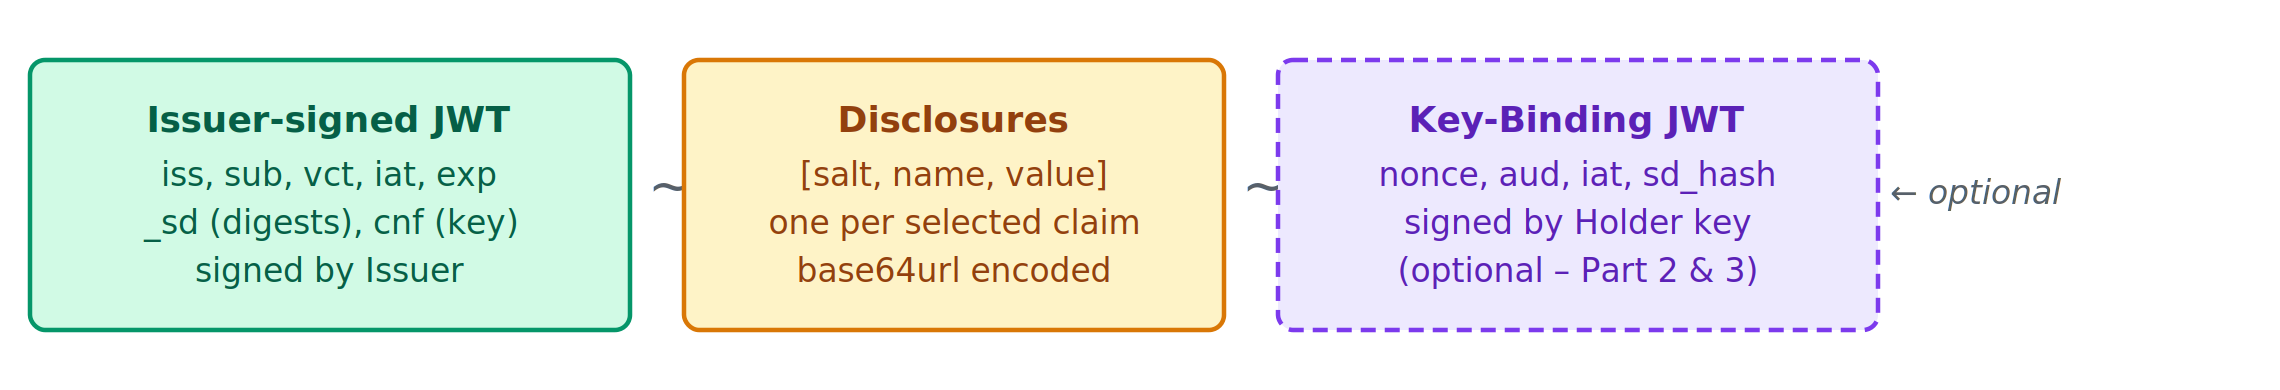 Issuer-signed JWT
iss, sub, vct, iat, exp
_sd (digests), cnf (key)
signed by Issuer
~
Disclosures
[salt, name, value]
one per selected claim
base64url encoded
~
Key-Binding JWT
nonce, aud, iat, sd_hash
signed by Holder key
(optional – Part 2 & 3)
← optional